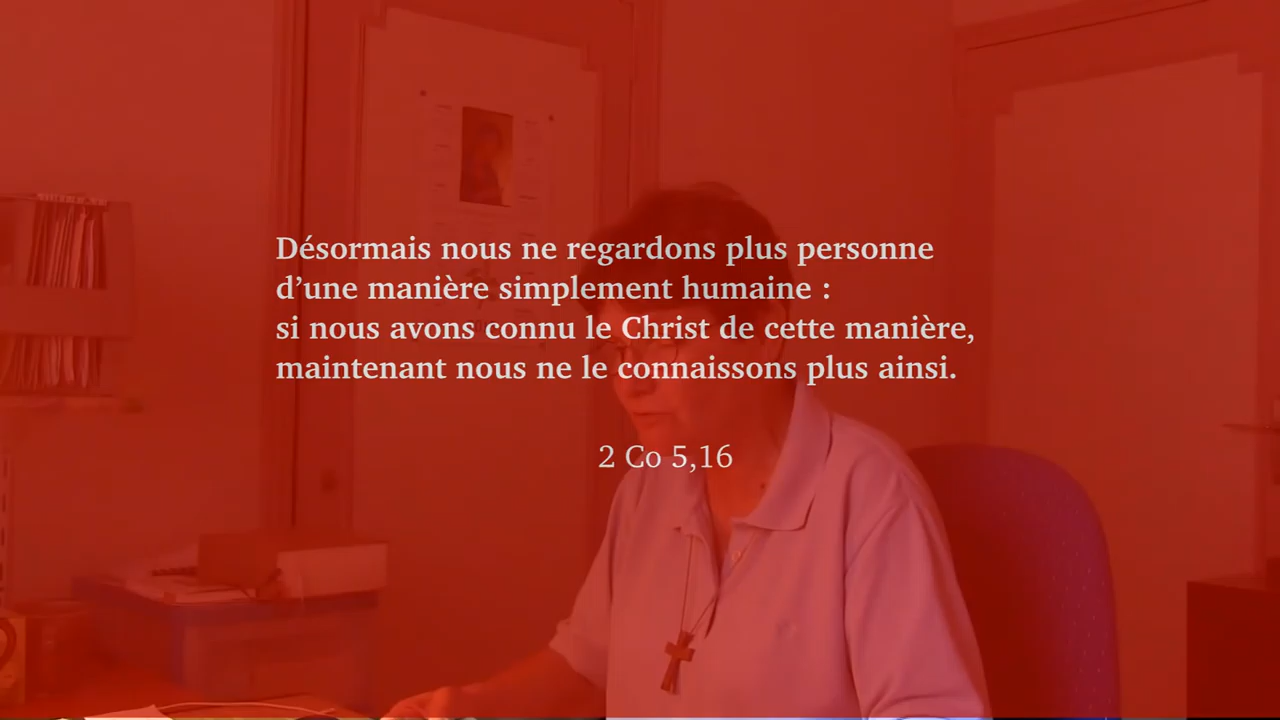 Désormais nous ne regardons plus personne
d’une manière simplement humaine :
si nous avons connu le Christ de cette manière,
maintenant nous ne le connaissons plus ainsi.
2 Co 5,16